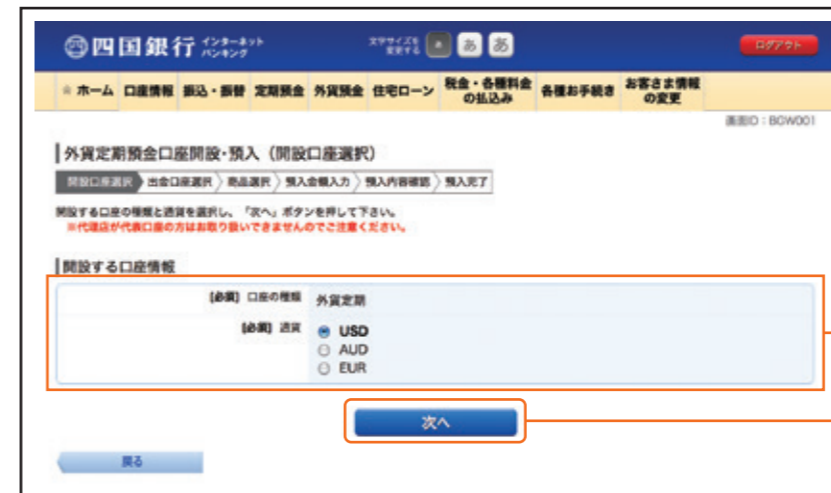 四国銀行 インターネットバンキング
文字サイズを変更する あ あ あ
ログアウト
ホーム 口座情報 振込・振替 定期預金 外貨預金 住宅ローン 税金・各種料金の払込み 各種お手続き お客さま情報の変更
画面ID：BGW001
外貨定期預金口座開設・預入（開設口座選択）
開設口座選択 出金口座選択 商品選択 預入金額入力 預入内容確認 預入完了
開設する口座の種類と通貨を選択し、「次へ」ボタンを押して下さい。
※代理店が代表口座の方はお取り扱いできませんのでご注意ください。
開設する口座情報
[必須] 口座の種類 外貨定期
[必須] 通貨 USD
AUD
EUR
次へ
戻る